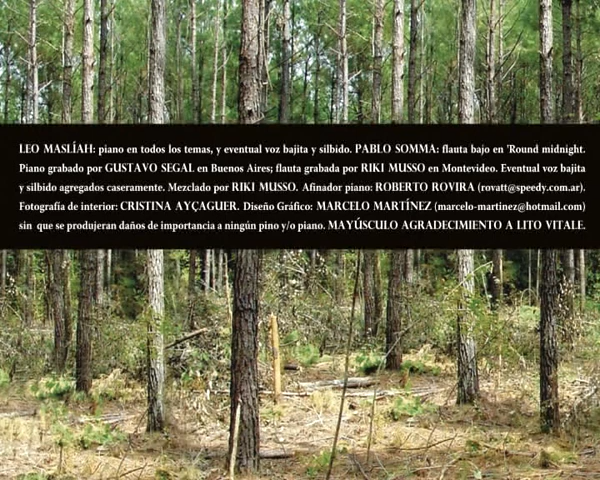 LEO MASLÍAH: piano en todos los temas, y eventual voz bajita y silbido. PABLO SOMMA: flauta bajo en 'Round midnight.
Piano grabado por GUSTAVO SEGAL en Buenos Aires; flauta grabada por RIKI MUSSO en Montevideo. Eventual voz bajita
y silbido agregados caseramente. Mezclado por RIKI MUSSO. Afinador piano: ROBERTO ROVIRA (rovatt@speedy.com.ar).
Fotografía de interior: CRISTINA AYÇAGUER. Diseño Gráfico: MARCELO MARTÍNEZ (marcelo-martinez@hotmail.com)
sin que se produjeran daños de importancia a ningún pino y/o piano. MAYÚSCULO AGRADECIMIENTO A LITO VITALE.